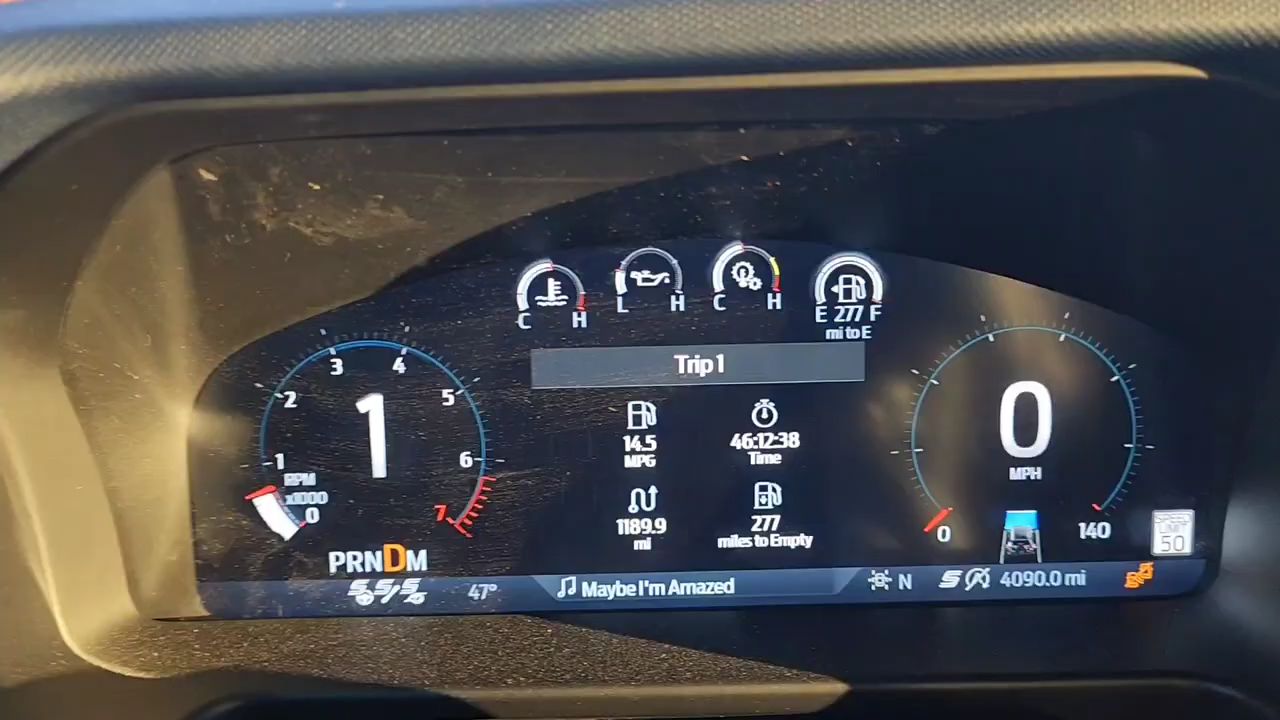 C H
L H
C H
E 277 F
mi to E
Trip 1
14.5
MPG
46:12:38
Time
1189.9
mi
277
miles to Empty
3 4
2 5
1
1 6
RPM
x1000
0 7
PRNDM
0
MPH
0 140
SPEED
LIMIT
50
S S/S 47°
Maybe I'm Amazed
N
S 4090.0 mi